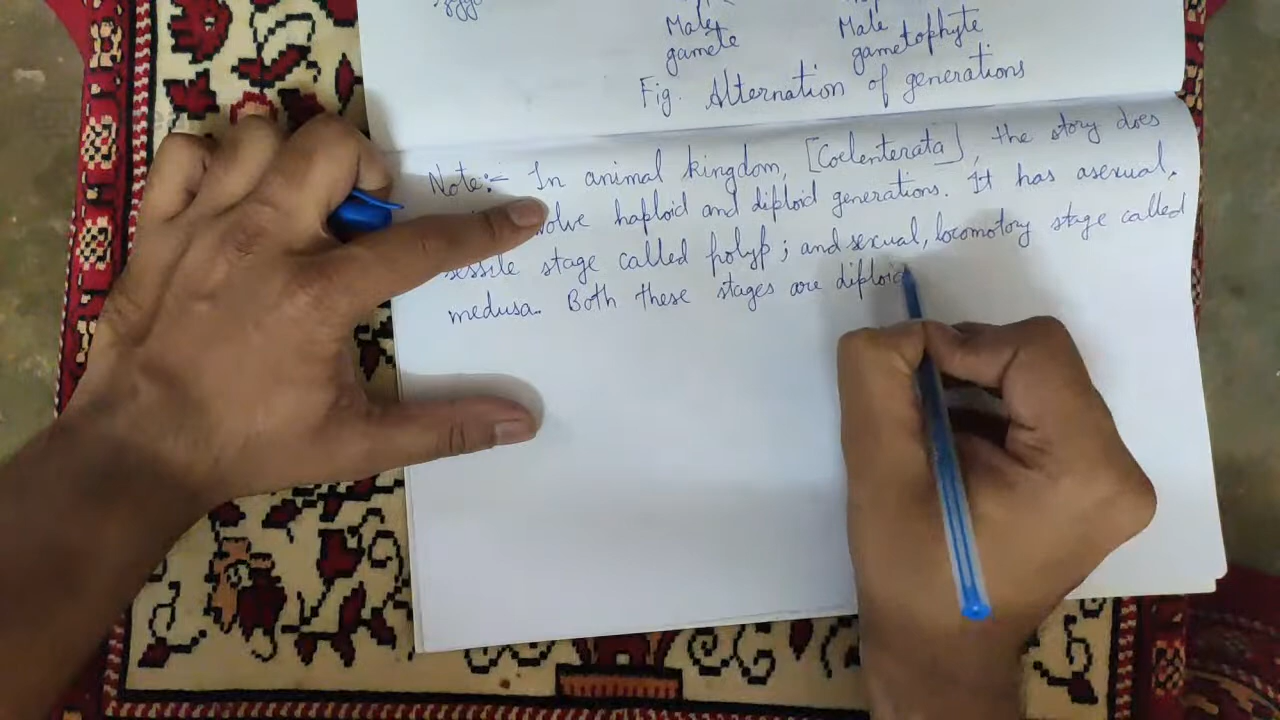 Male
gamete
Male
gametophyte
Fig. Alternation of generations
Note:- In animal kingdom, [Coelenterata], the story does
haploid and diploid generations. It has asexual,
sessile stage called polyp; and sexual, locomotory stage called
medusa. Both these stages are diploid